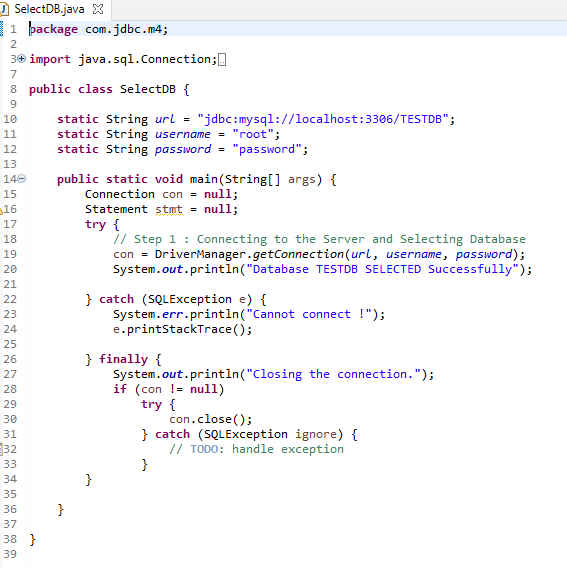 SelectDB.java
1 package com.jdbc.m4;
2
3 import java.sql.Connection;
7
8 public class SelectDB {
9
10 static String url = "jdbc:mysql://localhost:3306/TESTDB";
11 static String username = "root";
12 static String password = "password";
13
14 public static void main(String[] args) {
15 Connection con = null;
16 Statement stmt = null;
17 try {
18 // Step 1 : Connecting to the Server and Selecting Database
19 con = DriverManager.getConnection(url, username, password);
20 System.out.println("Database TESTDB SELECTED Successfully");
21
22 } catch (SQLException e) {
23 System.err.println("Cannot connect !");
24 e.printStackTrace();
25
26 } finally {
27 System.out.println("Closing the connection.");
28 if (con != null)
29 try {
30 con.close();
31 } catch (SQLException ignore) {
32 // TODO: handle exception
33 }
34 }
35
36 }
37
38 }
39